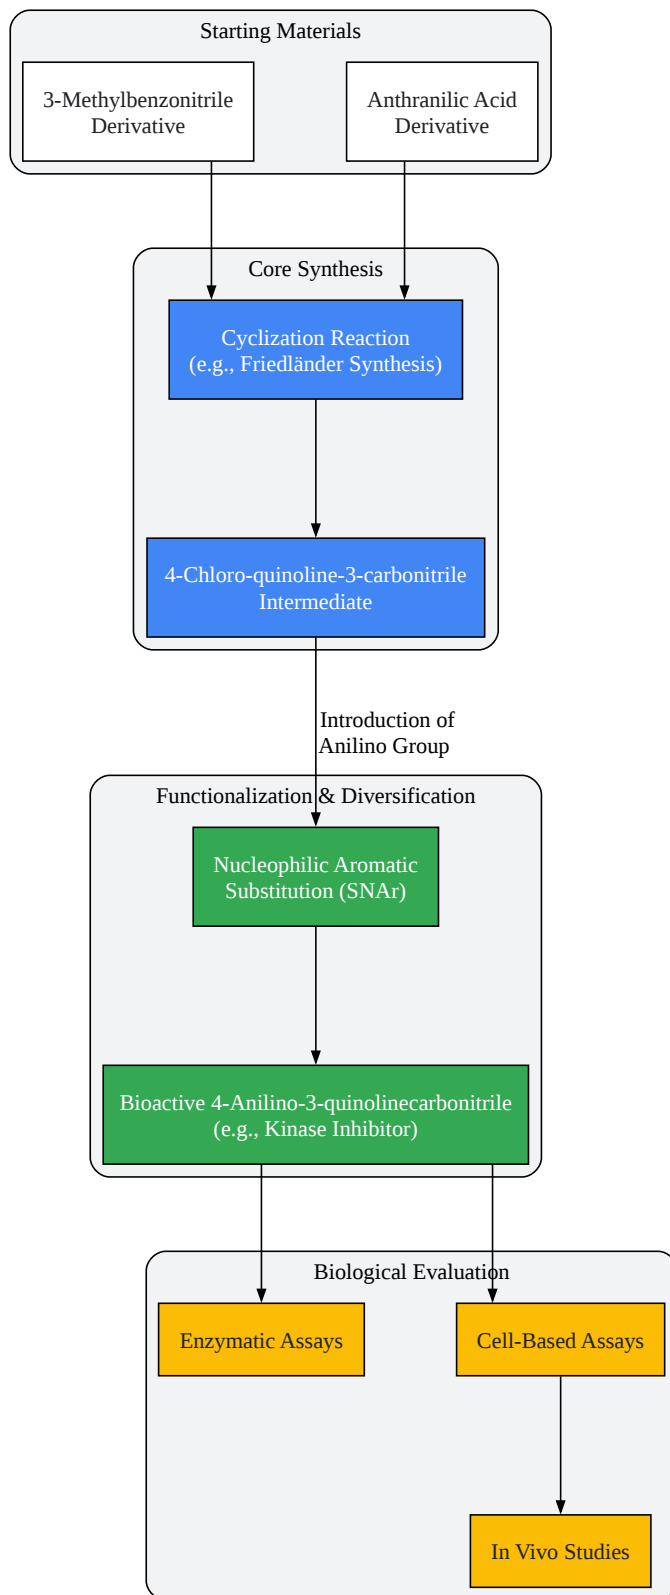 Starting Materials
3-Methylbenzonitrile
Derivative
Anthranilic Acid
Derivative
Core Synthesis
Cyclization Reaction
(e.g., Friedländer Synthesis)
4-Chloro-quinoline-3-carbonitrile
Intermediate
Introduction of
Anilino Group
Functionalization & Diversification
Nucleophilic Aromatic
Substitution (SNAr)
Bioactive 4-Anilino-3-quinolinecarbonitrile
(e.g., Kinase Inhibitor)
Biological Evaluation
Enzymatic Assays
Cell-Based Assays
In Vivo Studies